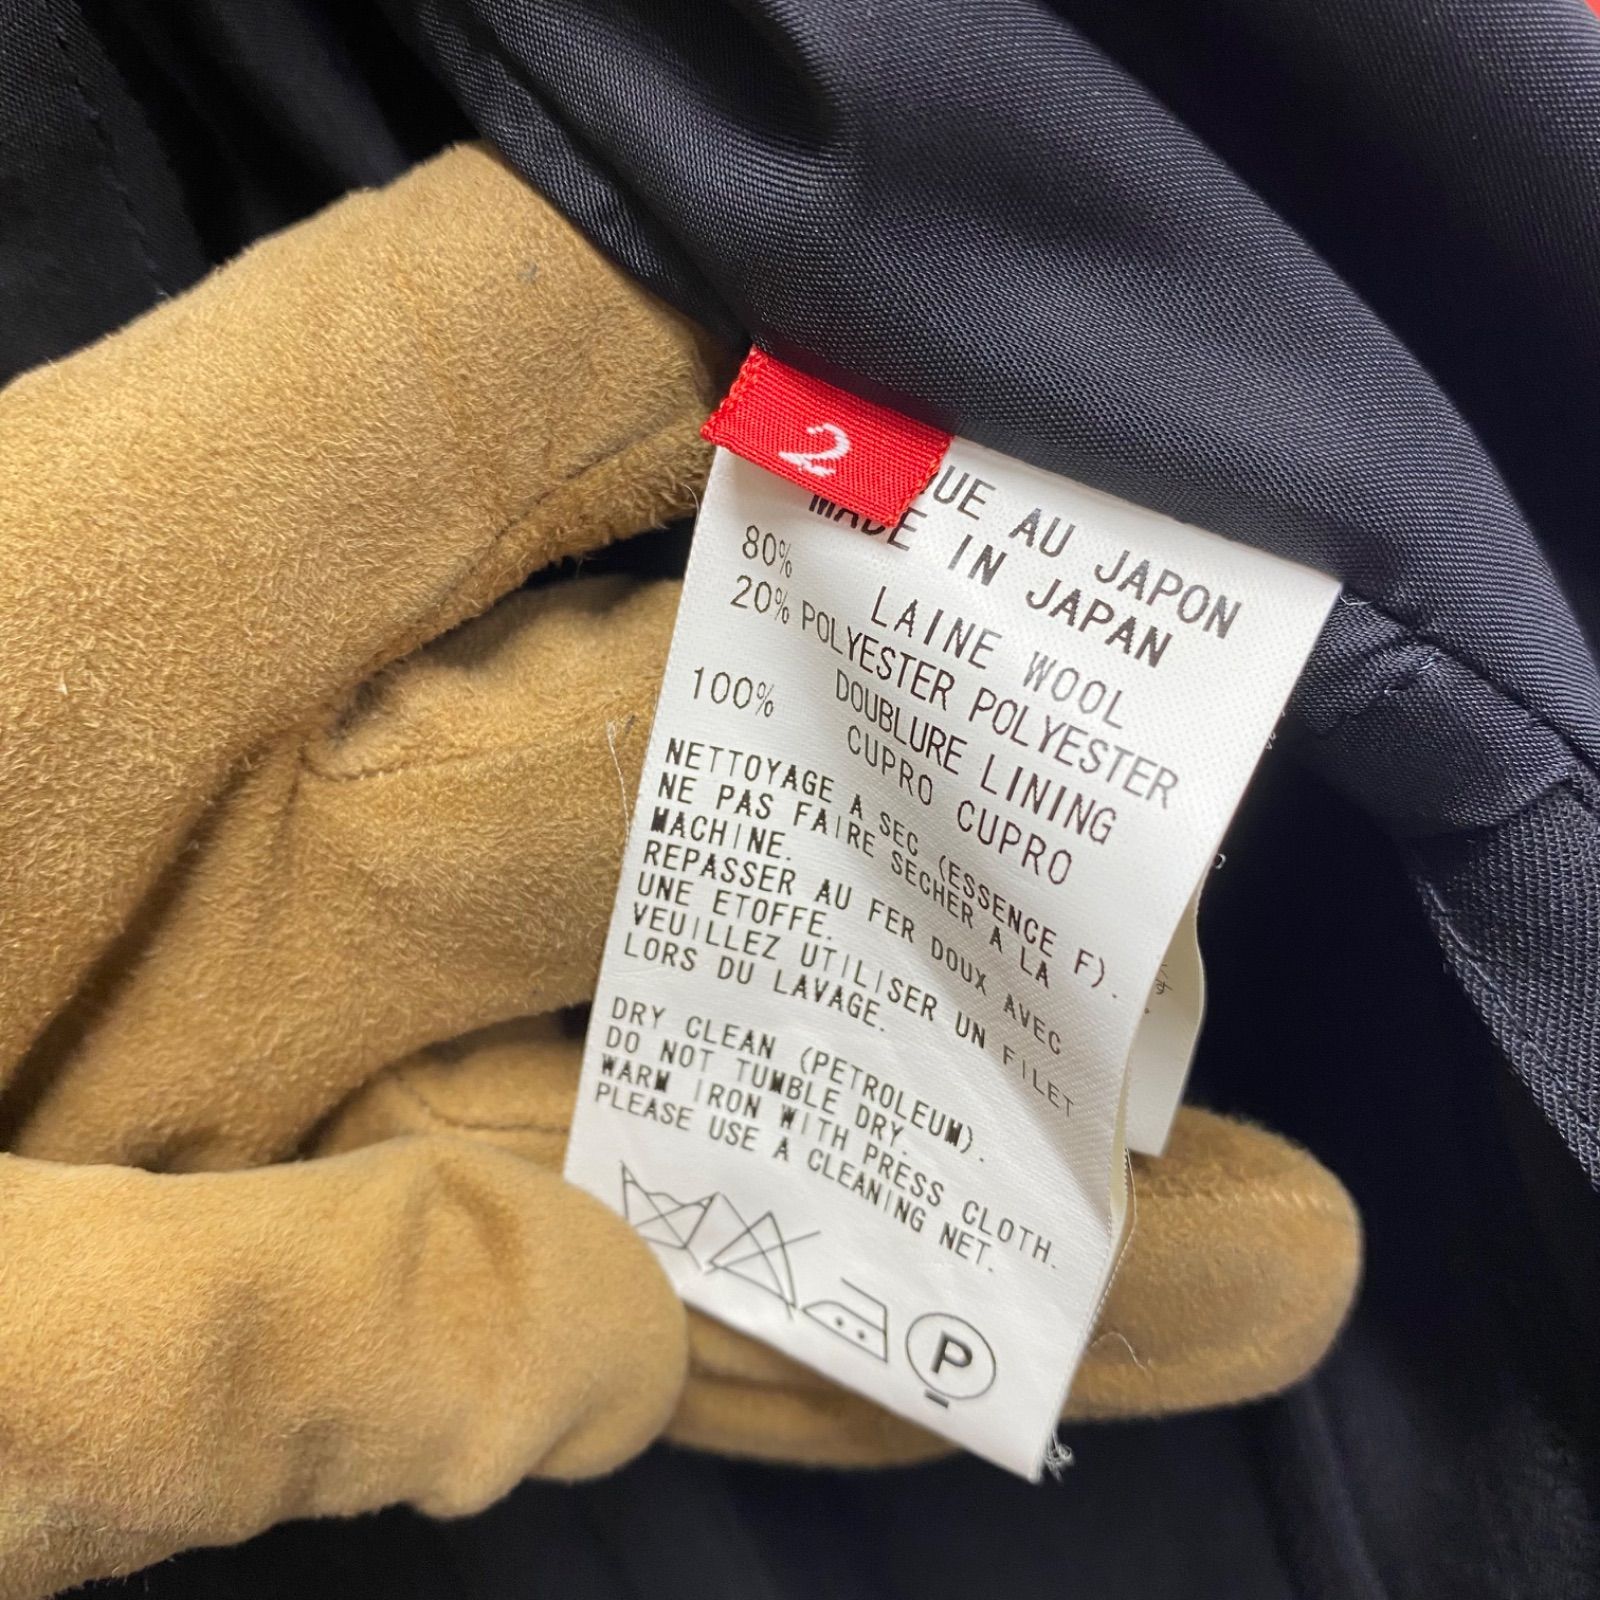 2
QUE AU JAPON
MADE IN JAPAN
80% LAINE WOOL
20% POLYESTER POLYESTER
DOUBLURE LINING
100% CUPRO CUPRO
NETTOYAGE A SEC (ESSENCE F).
NE PAS FAIRE SECHER A LA
MACHINE.
REPASSER AU FER DOUX AVEC
UNE ETOFFE.
VEUILLEZ UTILISER UN FILET
LORS DU LAVAGE.
DRY CLEAN (PETROLEUM).
DO NOT TUMBLE DRY.
WARM IRON WITH PRESS CLOTH.
PLEASE USE A CLEANING NET.
P